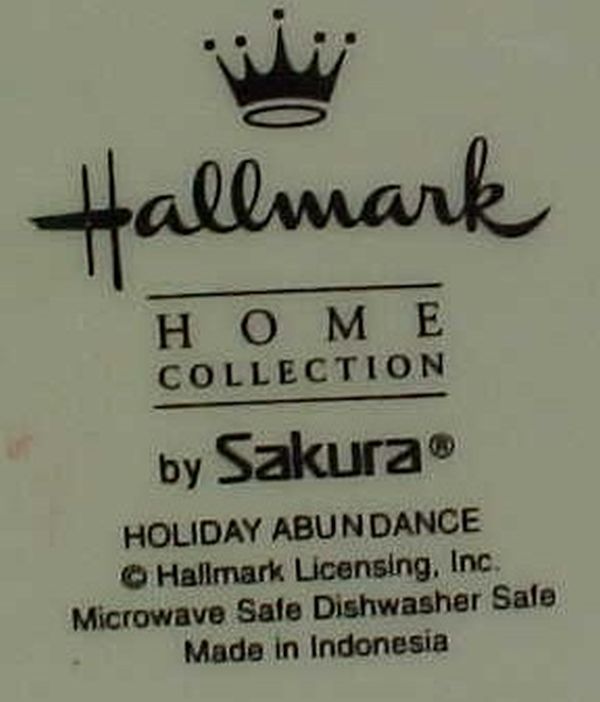 Hallmark
HOME
COLLECTION
by Sakura®
HOLIDAY ABUNDANCE
© Hallmark Licensing, Inc.
Microwave Safe Dishwasher Safe
Made in Indonesia